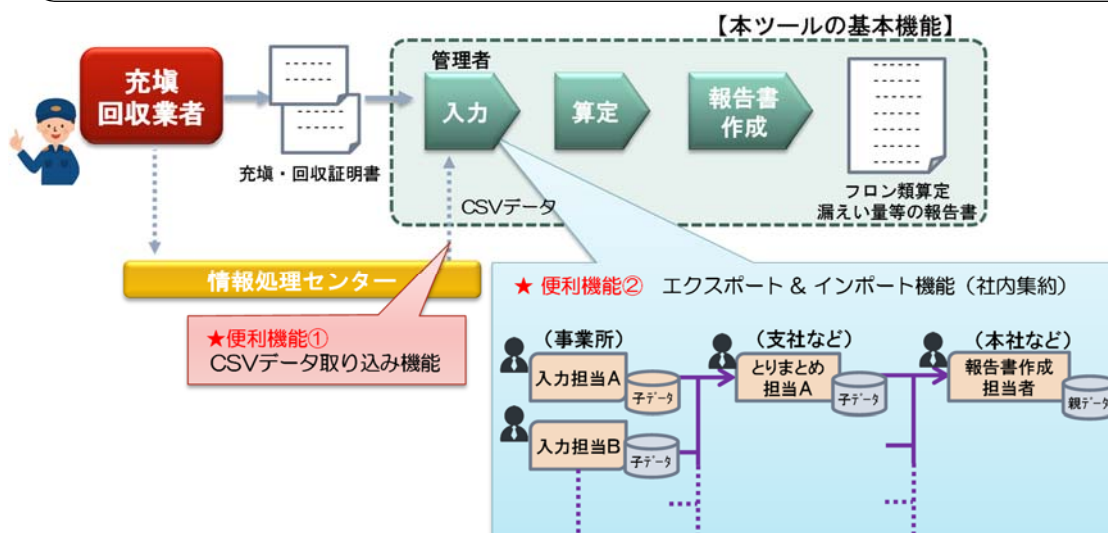 【本ツールの基本機能】
充填
回収業者
充填・回収証明書
管理者
入力
算定
報告書
作成
フロン類算定
漏えい量等の報告書
CSVデータ
情報処理センター
★便利機能①
CSVデータ取り込み機能
★ 便利機能② エクスポート & インポート機能（社内集約）
（事業所）
入力担当A
子データ
入力担当B
子データ
（支社など）
とりまとめ
担当A
子データ
（本社など）
報告書作成
担当者
親データ